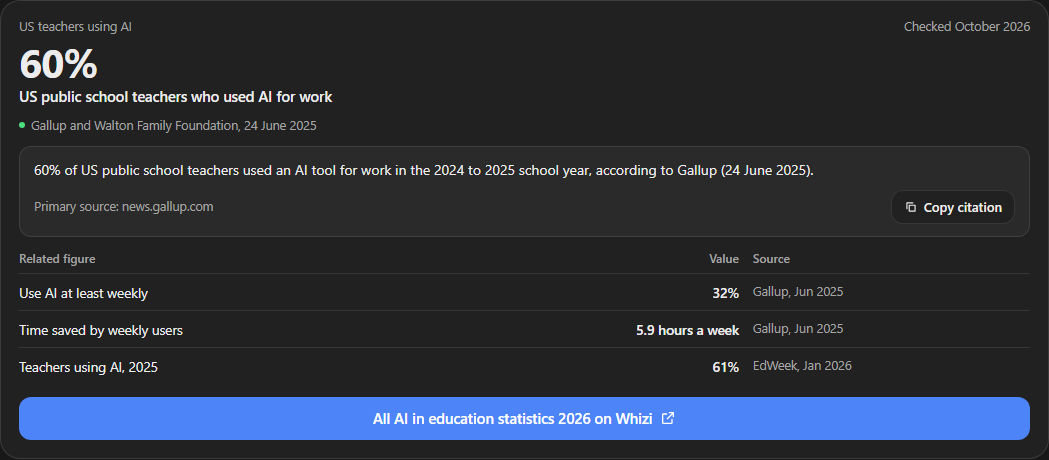 US teachers using AI
Checked October 2026
60%
US public school teachers who used AI for work
Gallup and Walton Family Foundation, 24 June 2025
60% of US public school teachers used an AI tool for work in the 2024 to 2025 school year, according to Gallup (24 June 2025).
Primary source: news.gallup.com
Copy citation
Related figure Value Source
Use AI at least weekly 32% Gallup, Jun 2025
Time saved by weekly users 5.9 hours a week Gallup, Jun 2025
Teachers using AI, 2025 61% EdWeek, Jan 2026
All AI in education statistics 2026 on Whizi